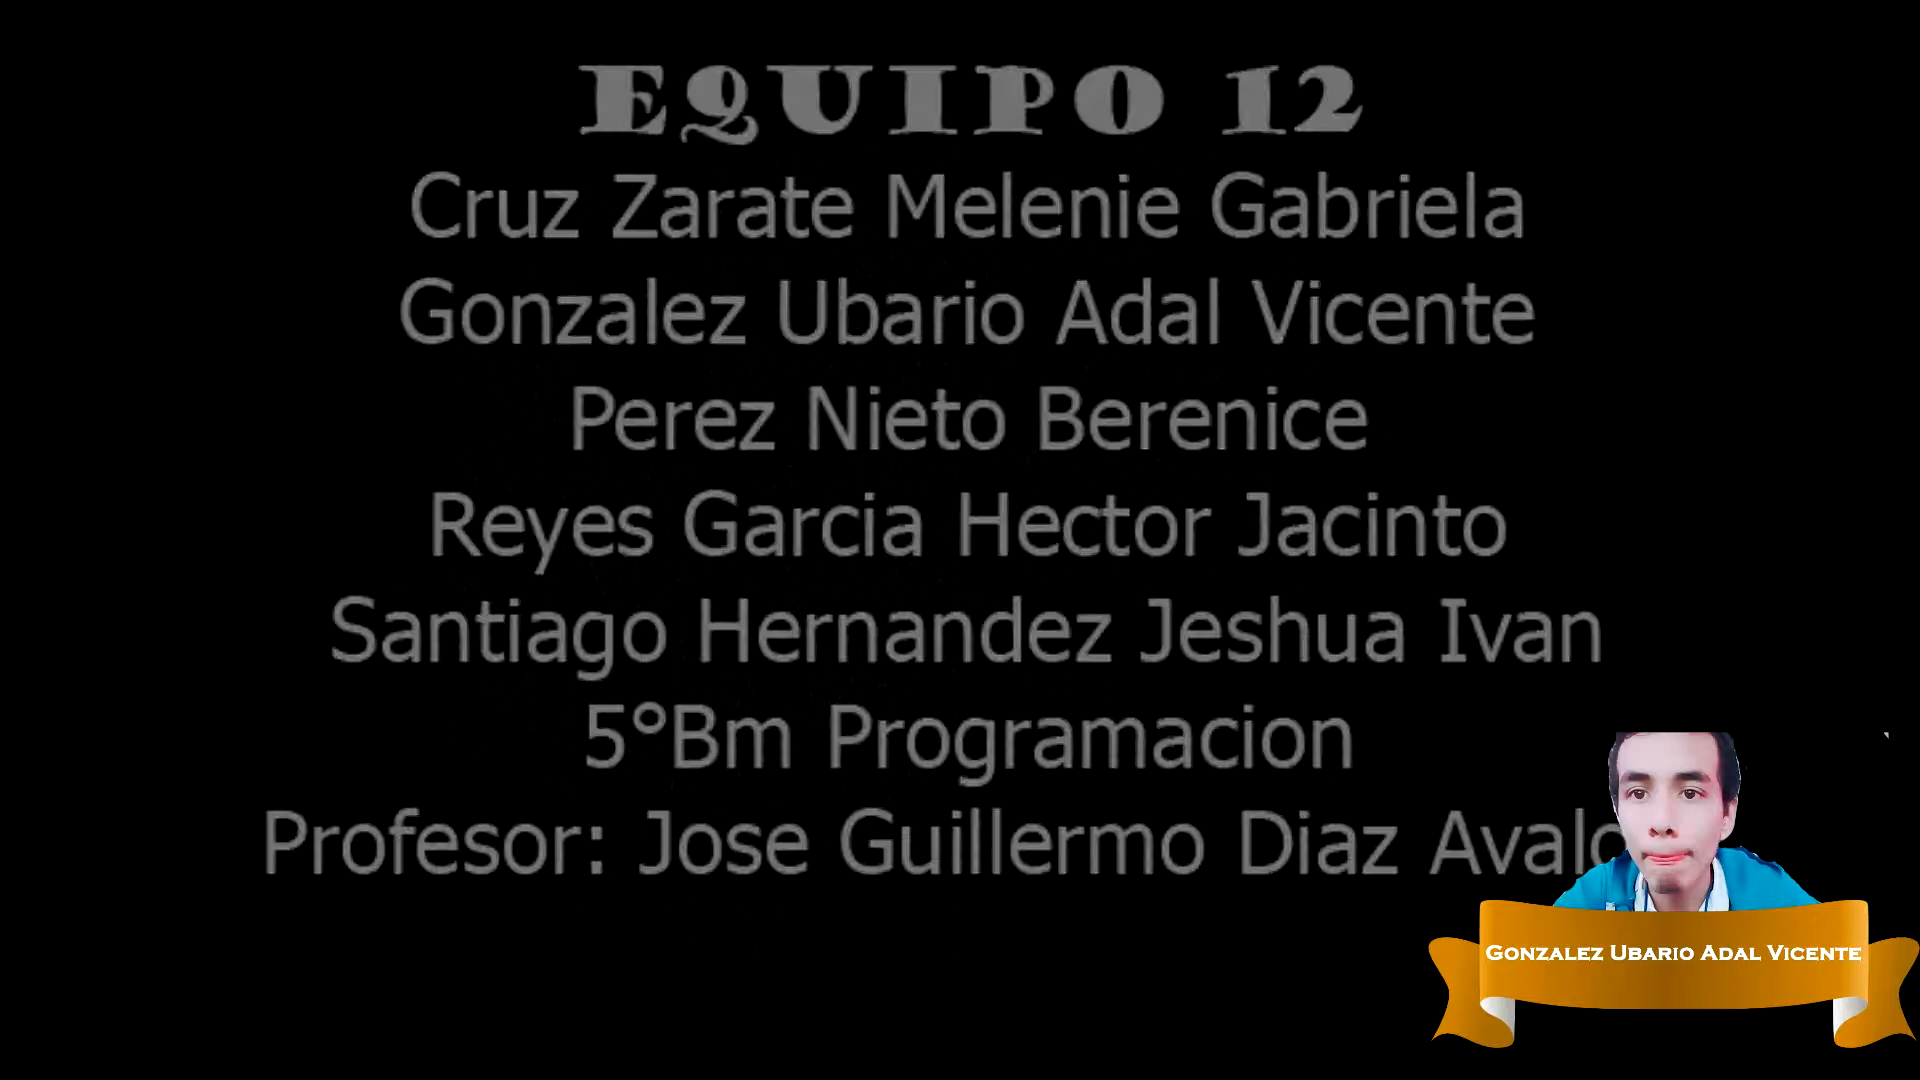 EQUIPO 12
Cruz Zarate Melenie Gabriela
Gonzalez Ubario Adal Vicente
Perez Nieto Berenice
Reyes Garcia Hector Jacinto
Santiago Hernandez Jeshua Ivan
5°Bm Programacion
Profesor: Jose Guillermo Diaz
Gonzalez Ubario Adal Vicente